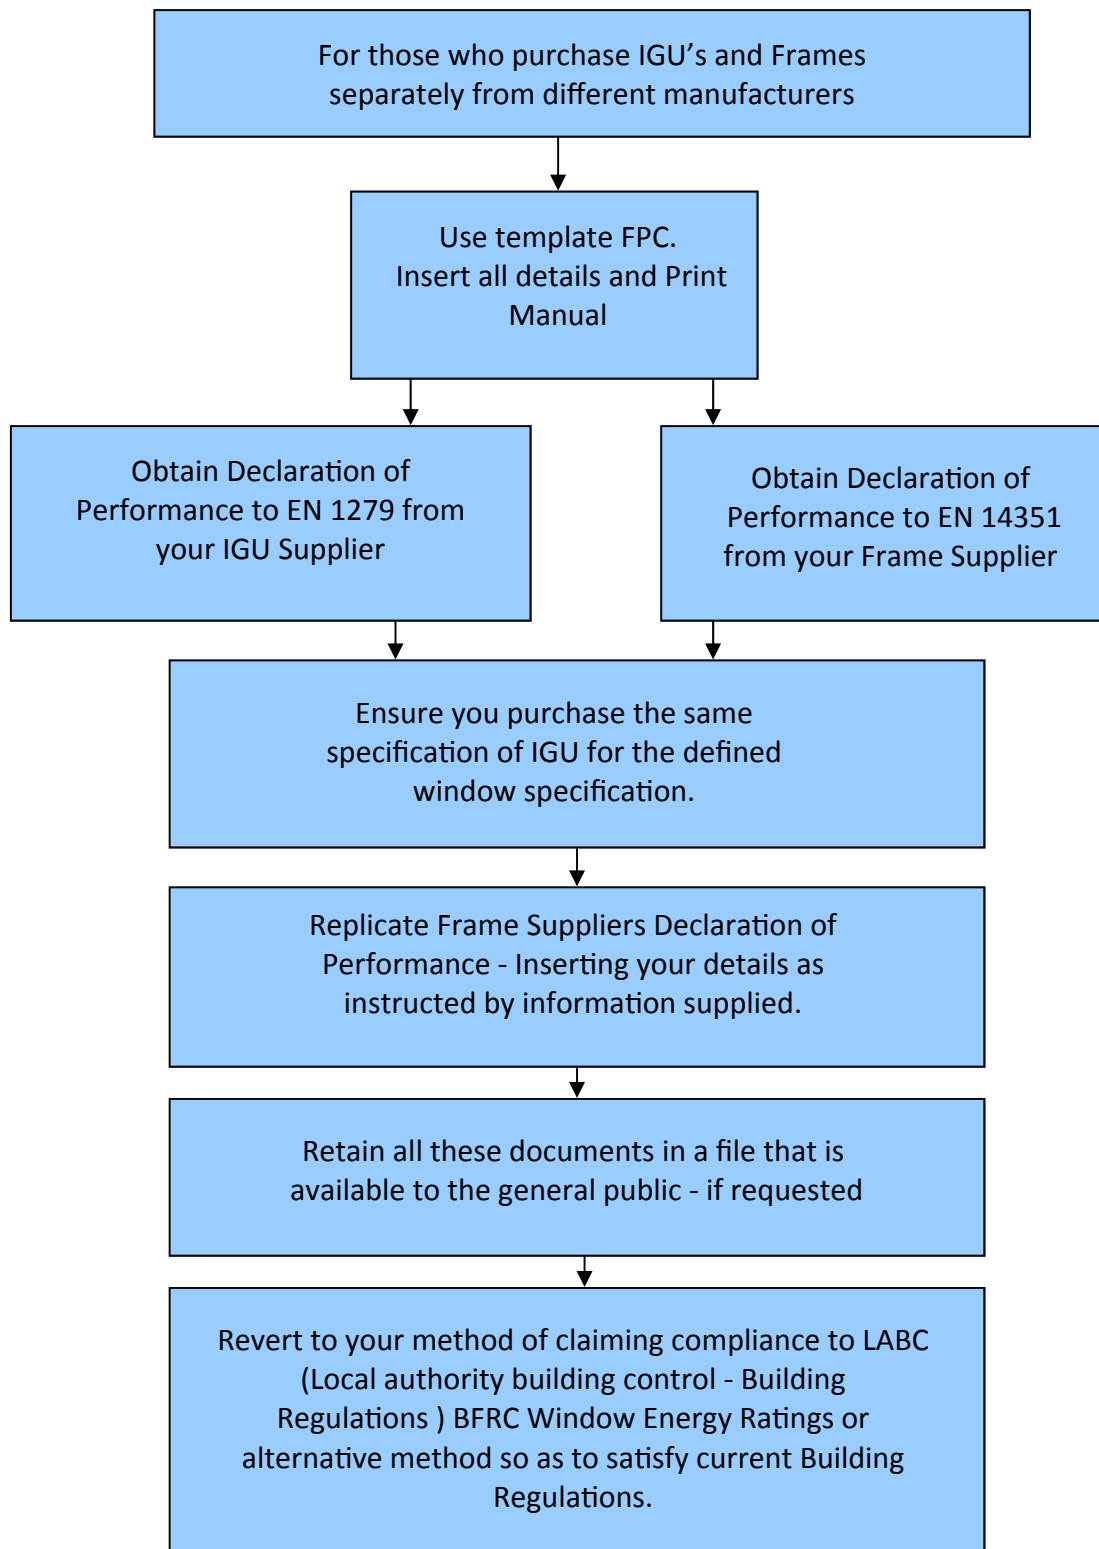 For those who purchase IGU’s and Frames
separately from different manufacturers
Use template FPC.
Insert all details and Print
Manual
Obtain Declaration of
Performance to EN 1279 from
your IGU Supplier
Obtain Declaration of
Performance to EN 14351
from your Frame Supplier
Ensure you purchase the same
specification of IGU for the defined
window specification.
Replicate Frame Suppliers Declaration of
Performance - Inserting your details as
instructed by information supplied.
Retain all these documents in a file that is
available to the general public - if requested
Revert to your method of claiming compliance to LABC
(Local authority building control - Building
Regulations ) BFRC Window Energy Ratings or
alternative method so as to satisfy current Building
Regulations.